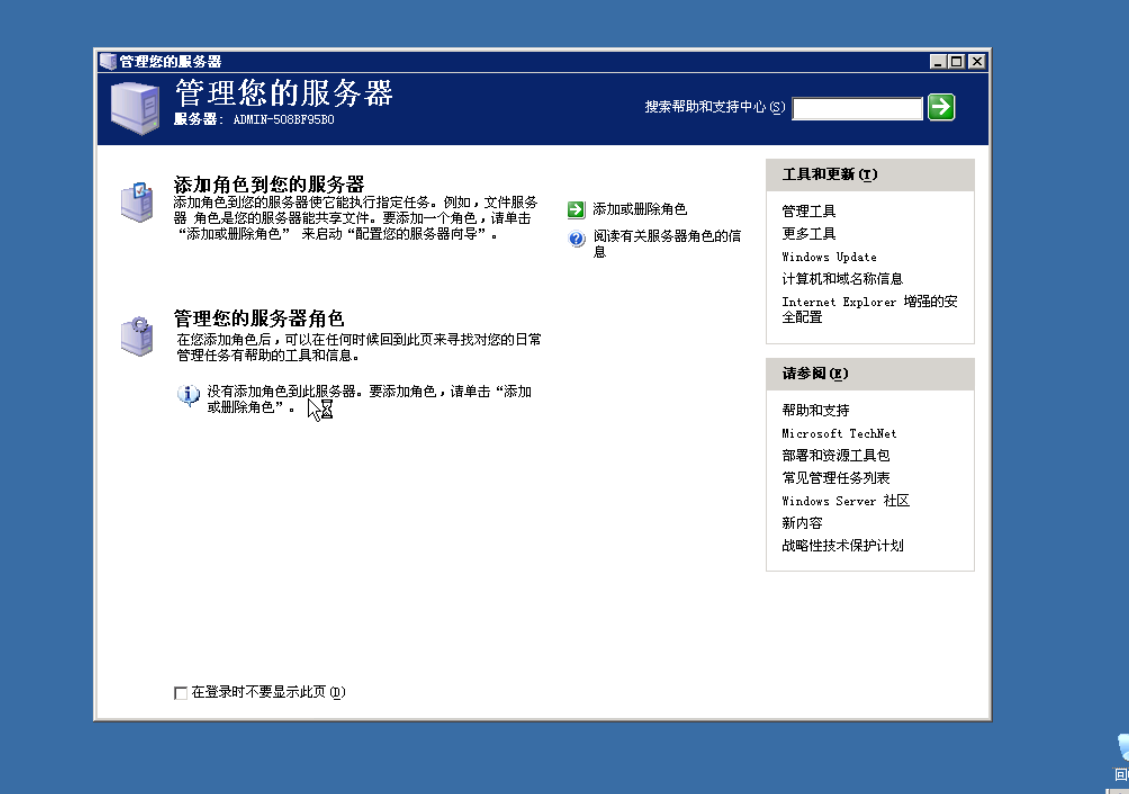 管理您的服务器
管理您的服务器
服务器: ADMIN-508BF95B0
搜索帮助和支持中心(S)
添加角色到您的服务器
添加角色到您的服务器使它能执行指定任务。例如，文件服务
器 角色是您的服务器能共享文件。要添加一个角色，请单击
“添加或删除角色” 来启动“配置您的服务器向导”。
添加或删除角色
阅读有关服务器角色的信
息
管理您的服务器角色
在您添加角色后，可以在任何时候回到此页来寻找对您的日常
管理任务有帮助的工具和信息。
没有添加角色到此服务器。要添加角色，请单击“添加
或删除角色”。
工具和更新(T)
管理工具
更多工具
Windows Update
计算机和域名称信息
Internet Explorer 增强的安
全配置
请参阅(E)
帮助和支持
Microsoft TechNet
部署和资源工具包
常见管理任务列表
Windows Server 社区
新内容
战略性技术保护计划
在登录时不要显示此页(D)